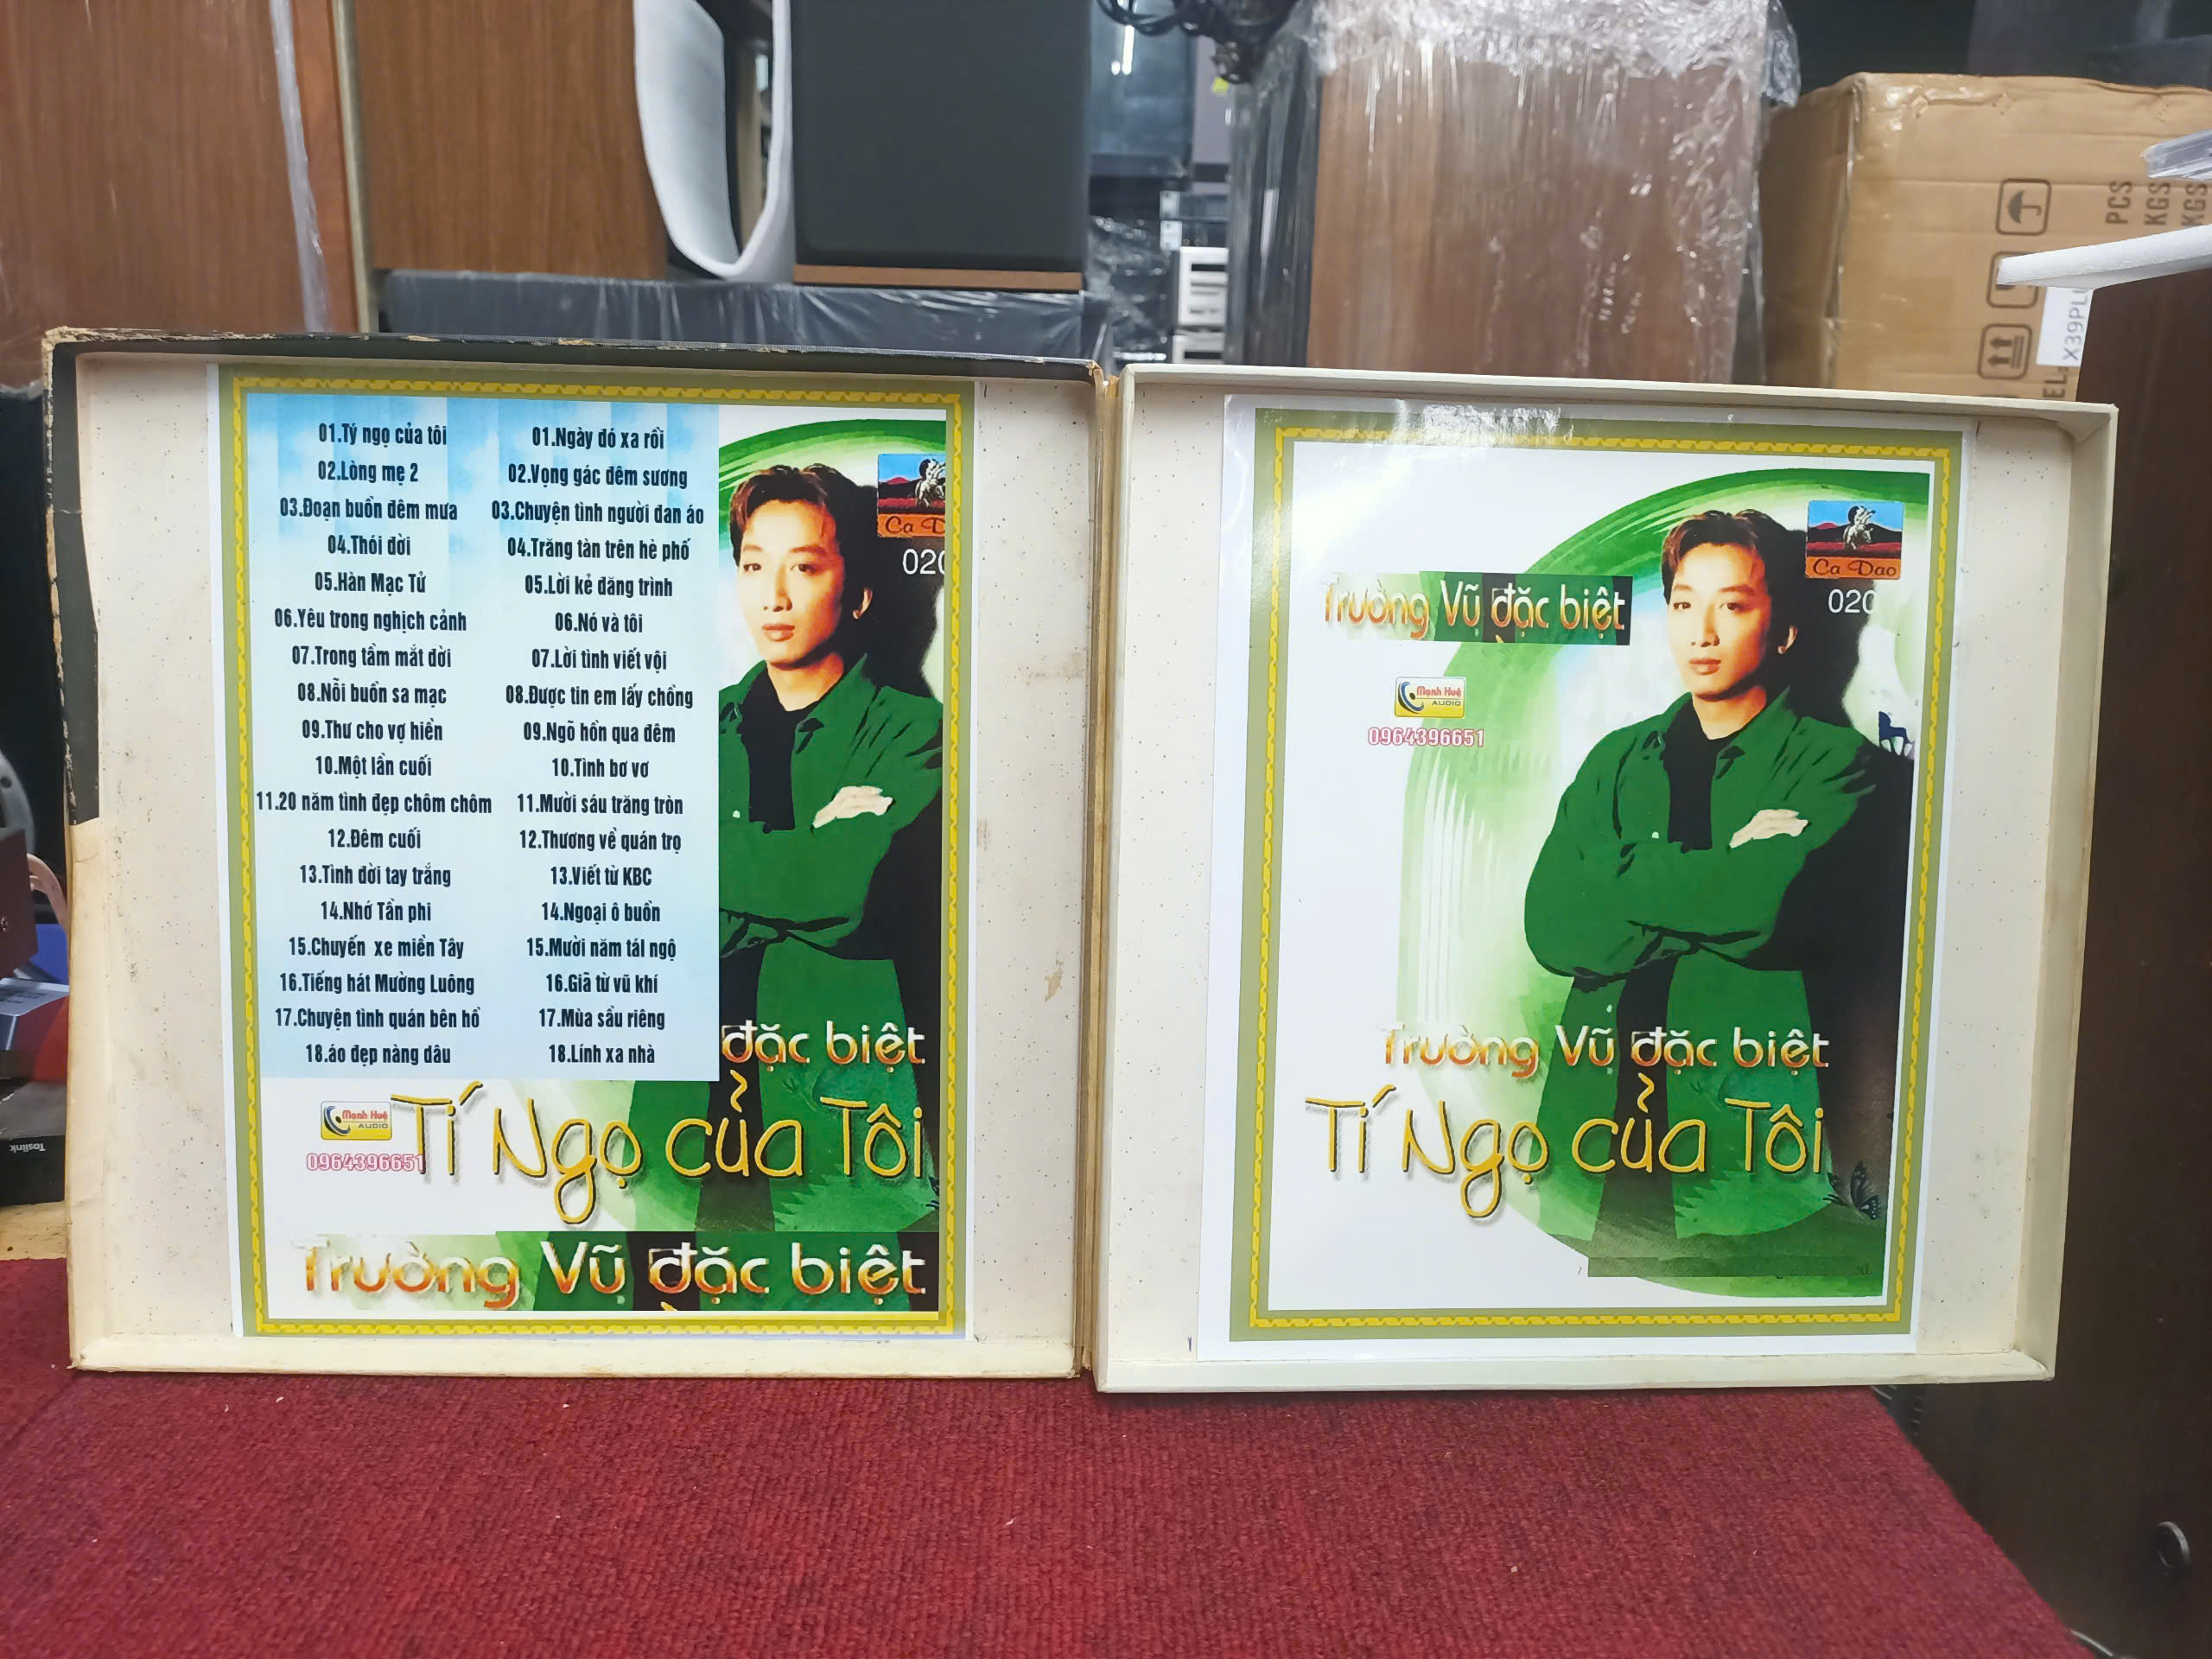 01.Tý ngọ của tôi
02.Lòng mẹ 2
03.Đoạn buồn đêm mưa
04.Thói đời
05.Hàn Mạc Tử
06.Yêu trong nghịch cảnh
07.Trong tầm mắt đời
08.Nỗi buồn sa mạc
09.Thư cho vợ hiền
10.Một lần cuối
11.20 năm tình đẹp chôm chôm
12.Đêm cuối
13.Tình đời tay trắng
14.Nhớ Tần phi
15.Chuyến xe miền Tây
16.Tiếng hát Mường Luông
17.Chuyện tình quán bên hồ
18.áo đẹp nàng dâu
01.Ngày đó xa rồi
02.Vọng gác đêm sương
03.Chuyện tình người đan áo
04.Trăng tàn trên hè phố
05.Lời kẻ đăng trình
06.Nó và tôi
07.Lời tình viết vội
08.Được tin em lấy chồng
09.Ngõ hồn qua đêm
10.Tình bơ vơ
11.Mười sáu trăng tròn
12.Thương về quán trọ
13.Viết từ KBC
14.Ngoại ô buồn
15.Mười năm tái ngộ
16.Giã từ vũ khí
17.Mùa sầu riêng
18.Lính xa nhà
Ca D
020
đặc biệt
Tí Ngọ của Tôi
Mạnh Huệ
AUDIO
0964396651
Trường Vũ đặc biệt
Ca Dao
020
Trường Vũ đặc biệt
Mạnh Huệ
AUDIO
0964396651
Trường Vũ đặc biệt
Tí Ngọ của Tôi
PCS
KGS
KGS
X39PL
EL:
Toslink